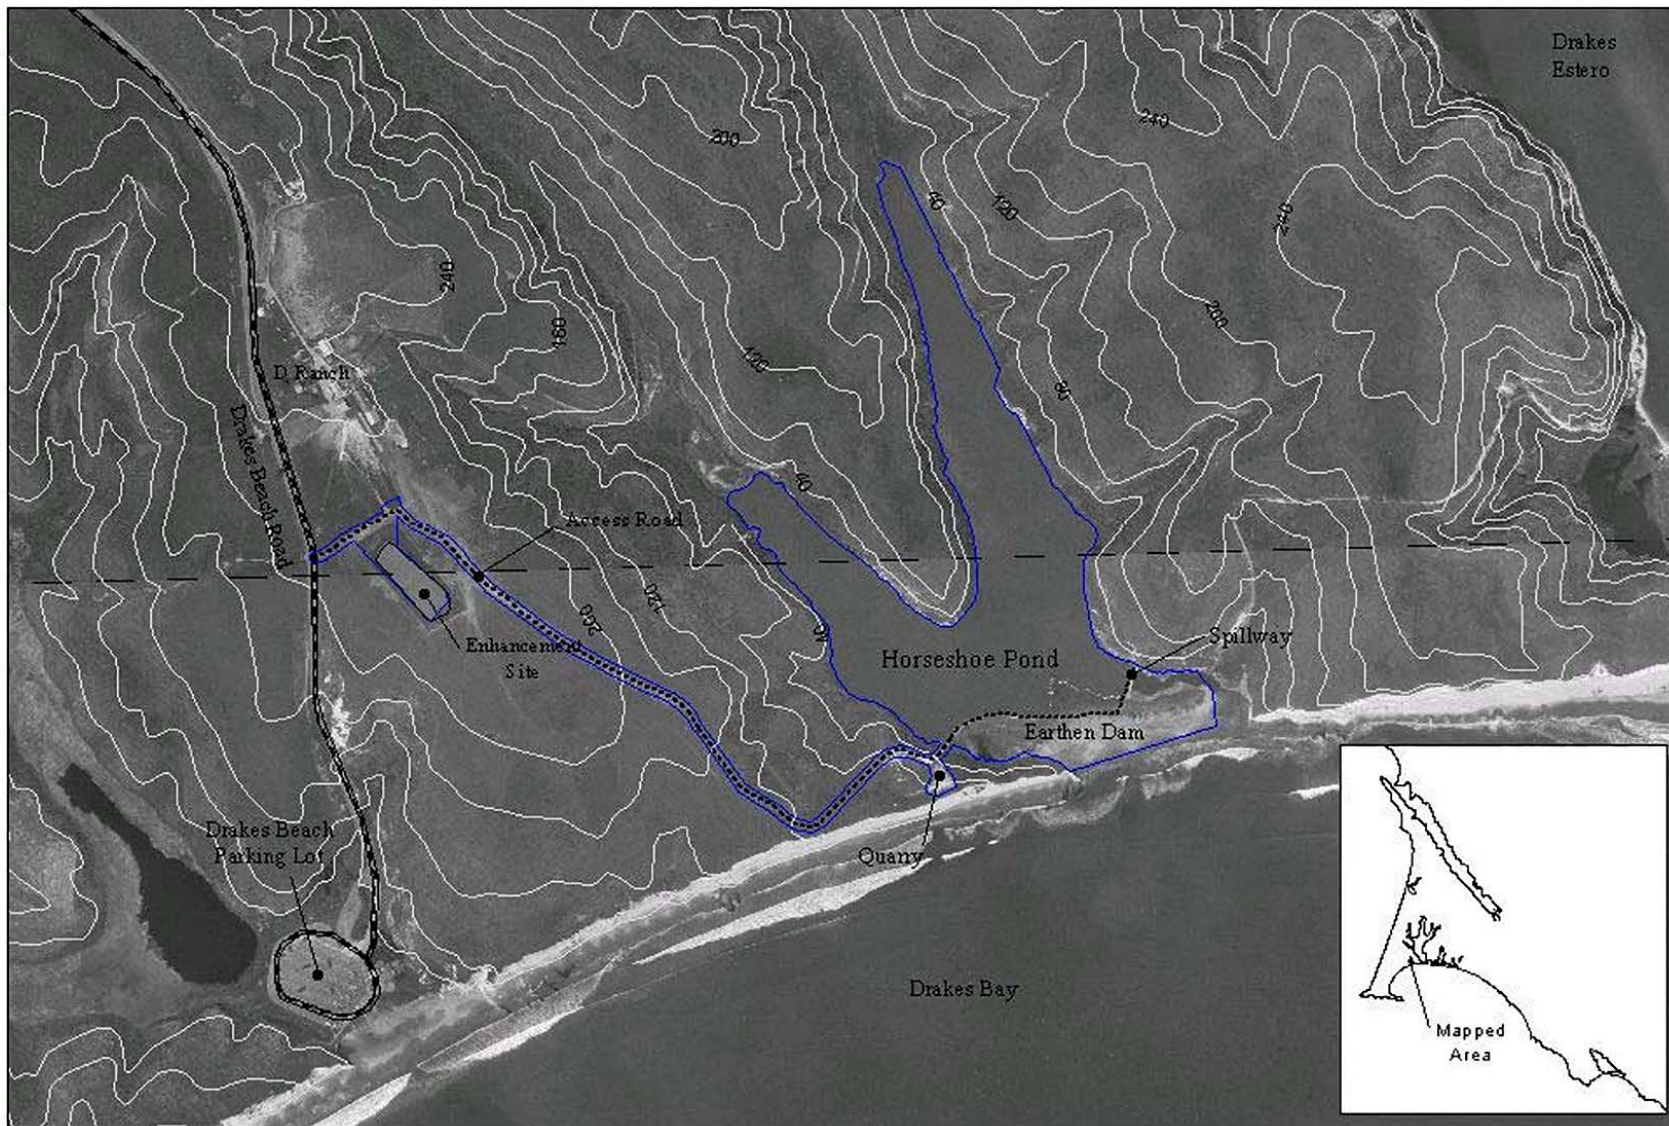 Drakes
Estero
200
240
40
120
240
240
200
160
120
80
D Ranch
Drakes Beach Road
40
Access Road
120
200
40
Enhancement
Site
Spillway
Horseshoe Pond
Earthen Dam
Drakes Beach
Parking Lot
Quarry
Drakes Bay
Mapped
Area